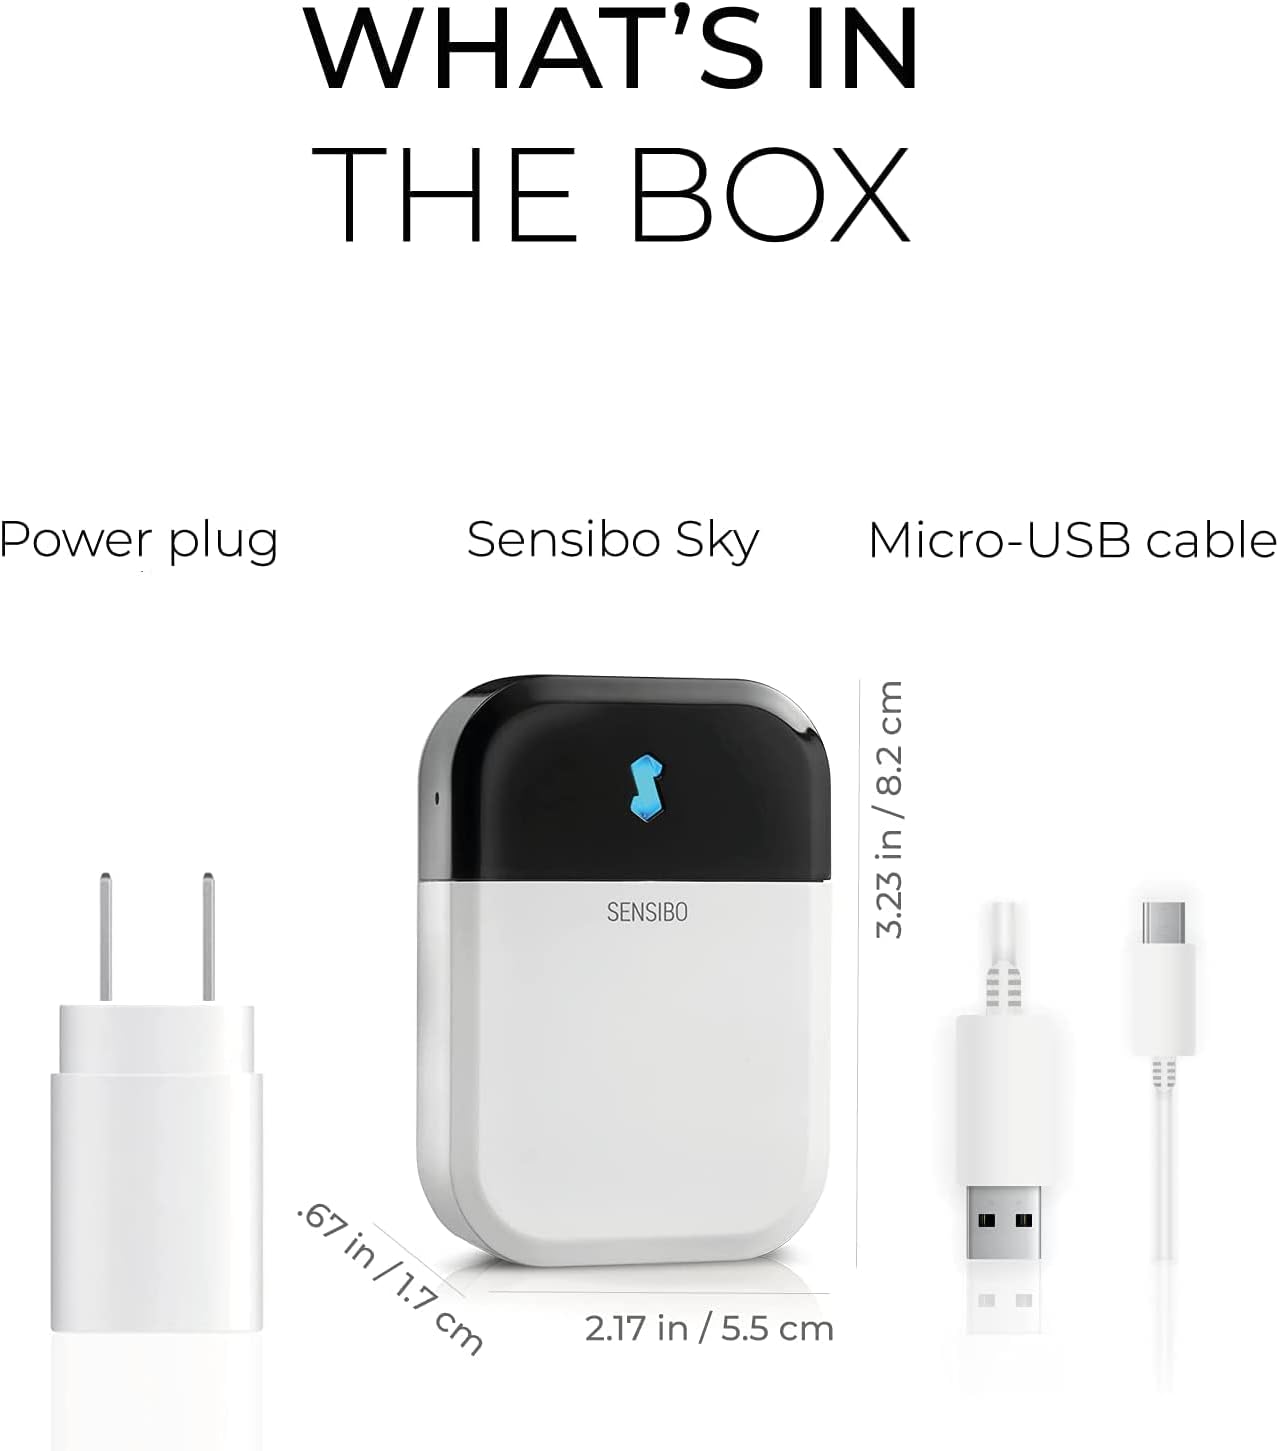 WHAT'S IN
THE BOX
Power plug
Sensibo Sky
Micro-USB cable
SENSIBO
3.23 in / 8.2 cm
.67 in / 1.7 cm
2.17 in / 5.5 cm